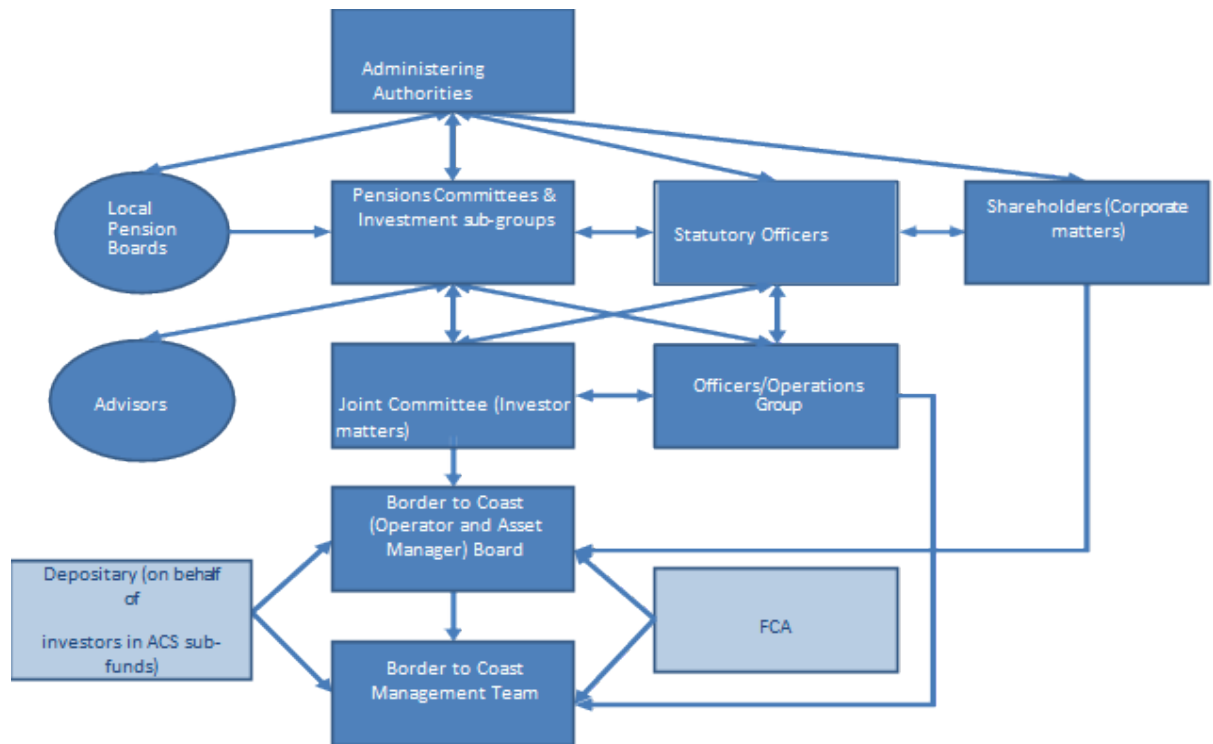 Administering
Authorities
Local
Pension
Boards
Pensions Committees &
Investment sub-groups
Statutory Officers
Shareholders (Corporate
matters)
Advisors
Joint Committee (Investor
matters)
Officers/Operations
Group
Border to Coast
(Operator and Asset
Manager) Board
Depositary (on behalf
of
investors in ACS sub-
funds)
FCA
Border to Coast
Management Team